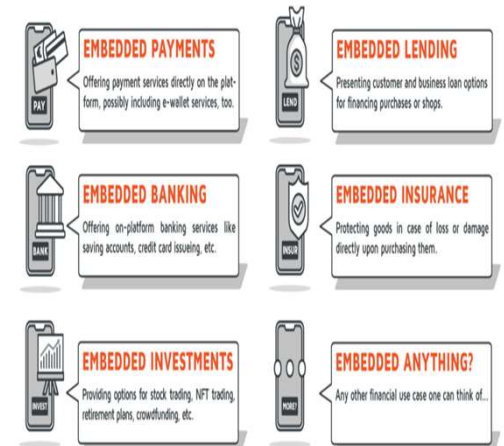 EMBEDDED PAYMENTS
Offering payment services directly on the plat-
form, possibly including e-wallet services, too.
PAY
EMBEDDED LENDING
Presenting customer and business loan options
for financing purchases or shops.
LEND
EMBEDDED BANKING
Offering on-platform banking services like
saving accounts, credit card issueing, etc.
BANK
EMBEDDED INSURANCE
Protecting goods in case of loss or damage
directly upon purchasing them.
INSUR
EMBEDDED INVESTMENTS
Providing options for stock trading, NFT trading,
retirement plans, crowdfunding, etc.
INVEST
EMBEDDED ANYTHING?
Any other financial use case one can think of...
MORE?